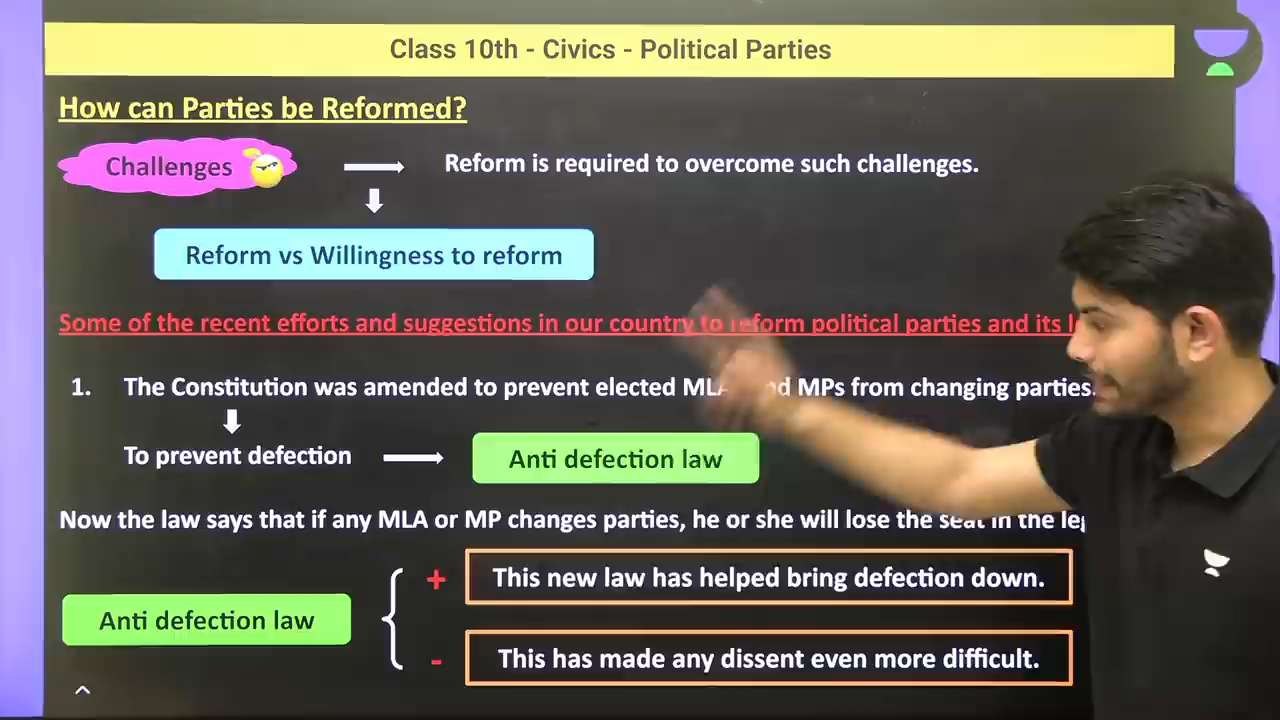 Class 10th - Civics - Political Parties
How can Parties be Reformed?
Challenges
Reform is required to overcome such challenges.
Reform vs Willingness to reform
Some of the recent efforts and suggestions in our country to reform political parties and its
1. The Constitution was amended to prevent elected MPs from changing parties.
To prevent defection
Anti defection law
Now the law says that if any MLA or MP changes parties, he or she will lose the seat in the
Anti defection law
+ This new law has helped bring defection down.
- This has made any dissent even more difficult.